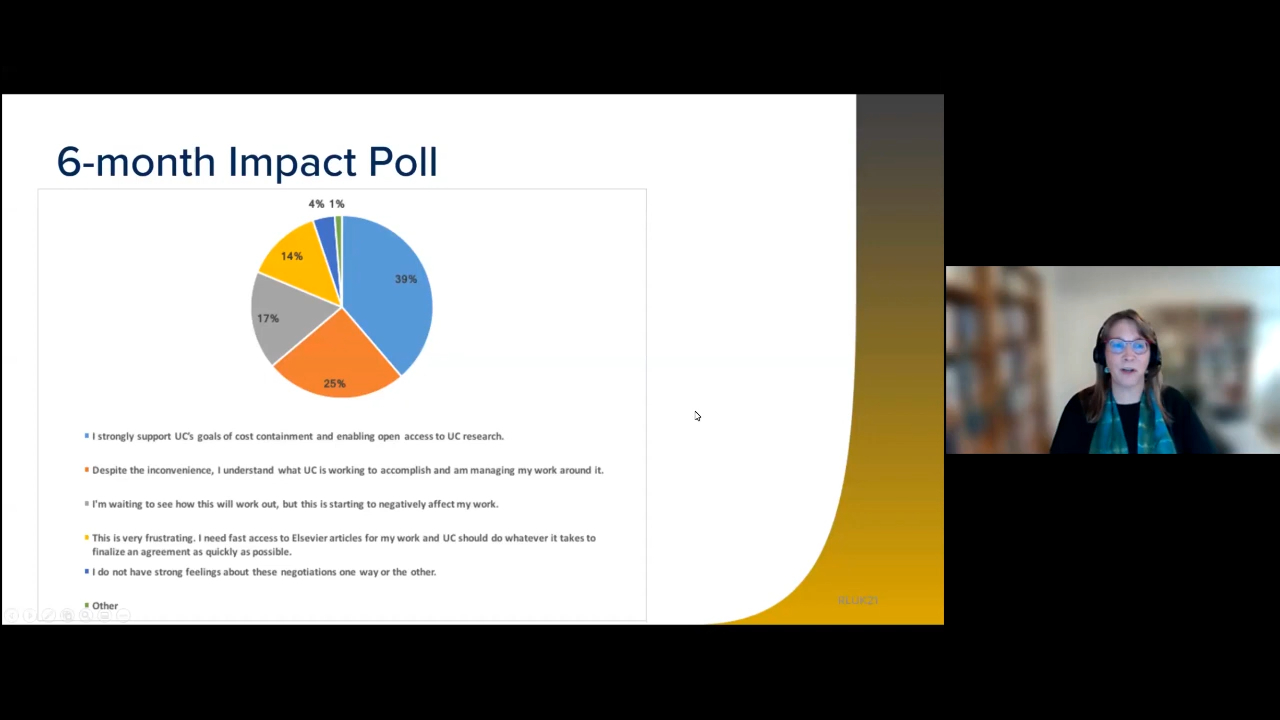 6-month Impact Poll
4% 1%
14%
39%
17%
25%
I strongly support UC's goals of cost containment and enabling open access to UC research.
Despite the inconvenience, I understand what UC is working to accomplish and am managing my work around it.
I'm waiting to see how this will work out, but this is starting to negatively affect my work.
This is very frustrating. I need fast access to Elsevier articles for my work and UC should do whatever it takes to
finalize an agreement as quickly as possible.
I do not have strong feelings about these negotiations one way or the other.
Other
RLUK21